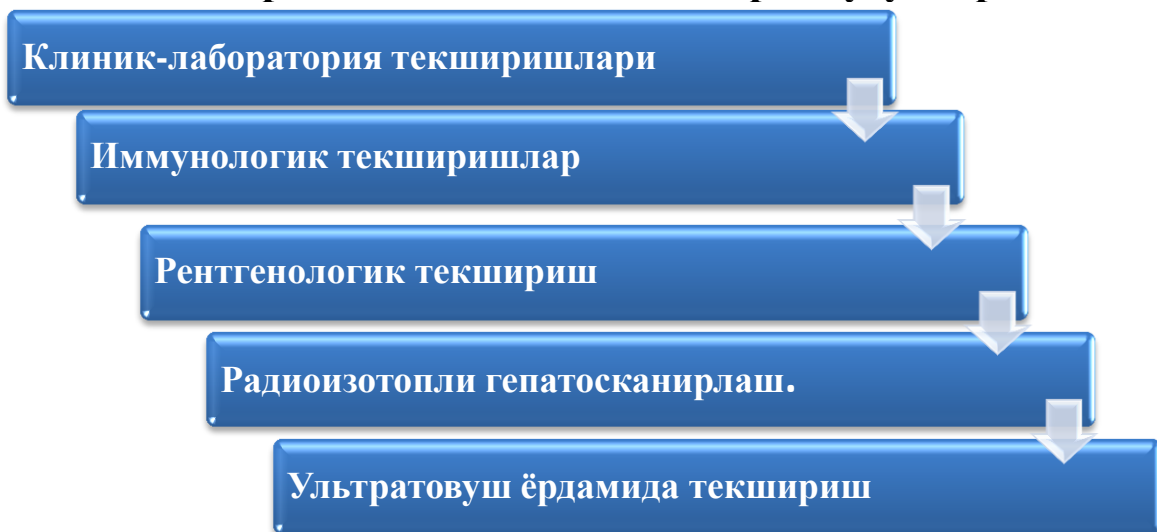 Клиник-лаборатория текширишлари
Иммунологик текширишлар
Рентгенологик текшириш
Радиоизотопли гепатосканирлаш.
Ультратовуш ёрдамида текшириш